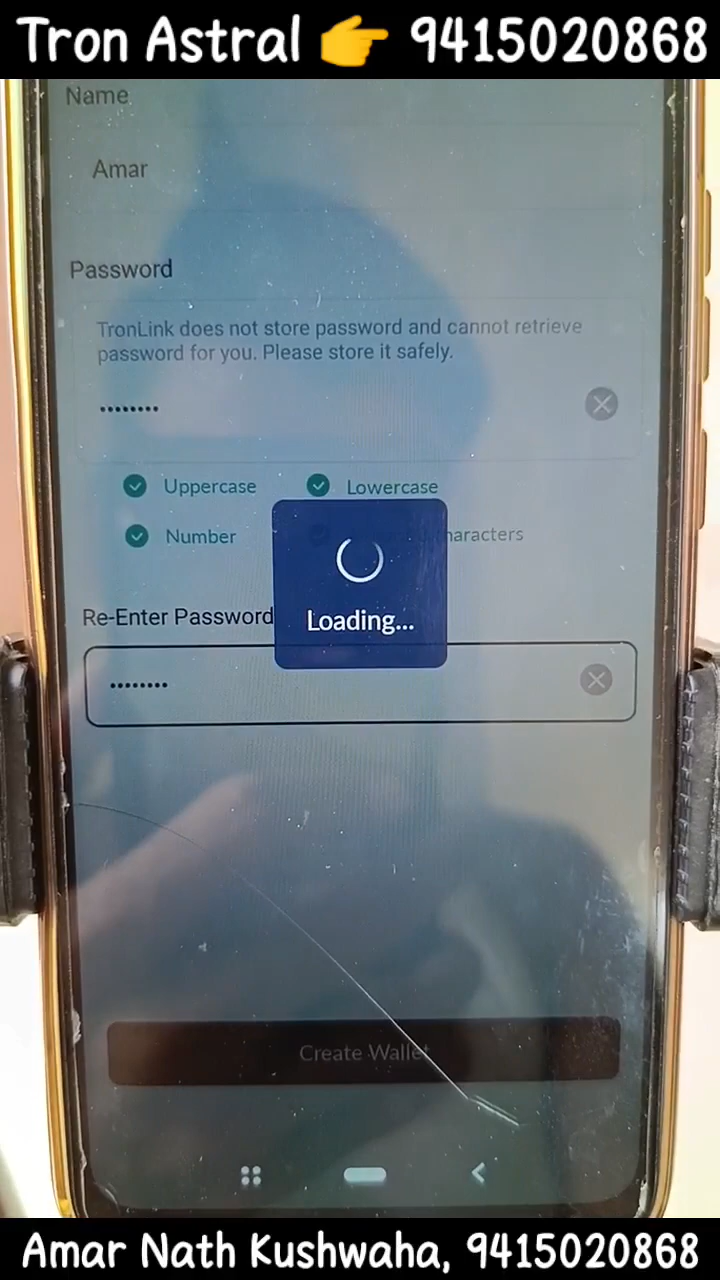 Tron Astral 👉 9415020868
Name
Amar
Password
TronLink does not store password and cannot retrieve
password for you. Please store it safely.
••••••••
Uppercase Lowercase
Number haracters
Loading...
Re-Enter Password
••••••••
Create Wallet
Amar Nath Kushwaha, 9415020868